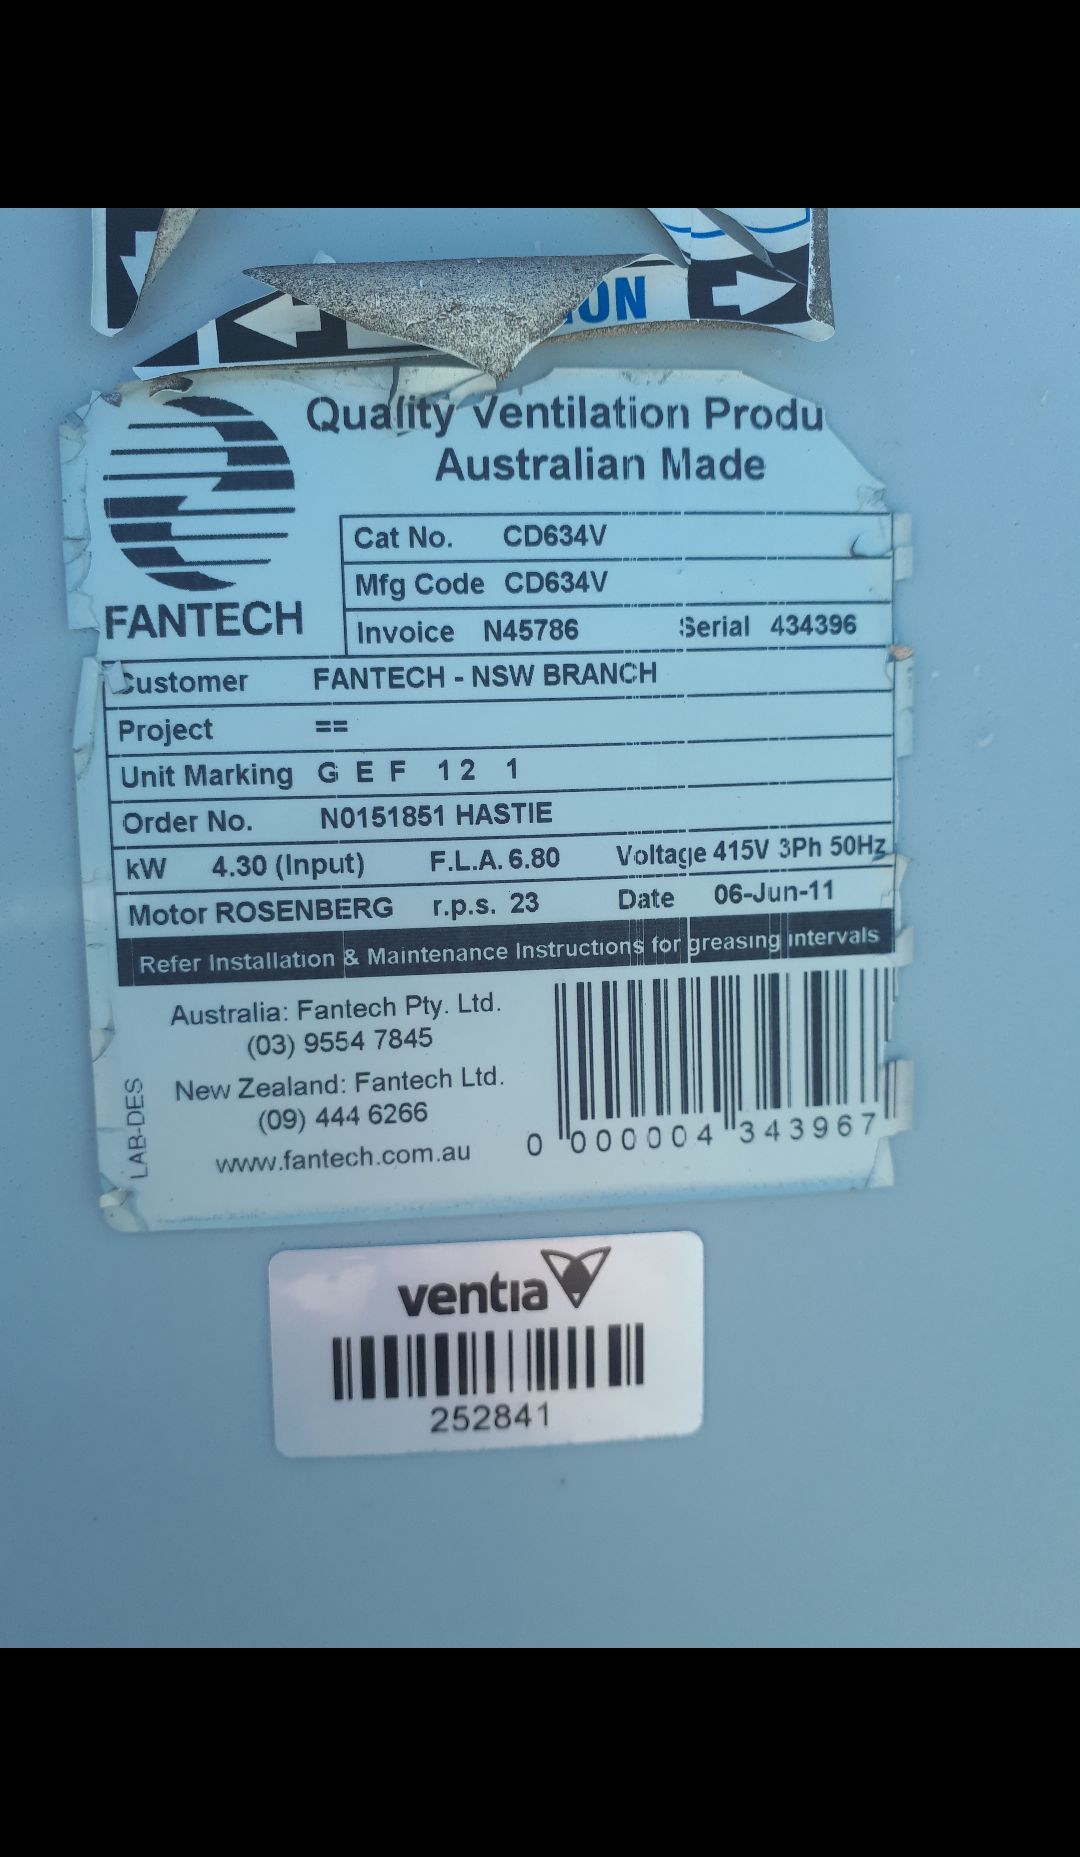 Quality Ventilation Produ
Australian Made
FANTECH
Cat No. CD634V
Mfg Code CD634V
Invoice N45786 Serial 434396
Customer FANTECH - NSW BRANCH
Project ==
Unit Marking G E F 12 1
Order No. N0151851 HASTIE
kW 4.30 (Input) F.L.A. 6.80 Voltage 415V 3Ph 50Hz
Motor ROSENBERG r.p.s. 23 Date 06-Jun-11
Refer Installation & Maintenance Instructions for greasing intervals
Australia: Fantech Pty. Ltd.
(03) 9554 7845
New Zealand: Fantech Ltd.
(09) 444 6266
www.fantech.com.au
LAB-DES
0 000004 343967
ventia
252841